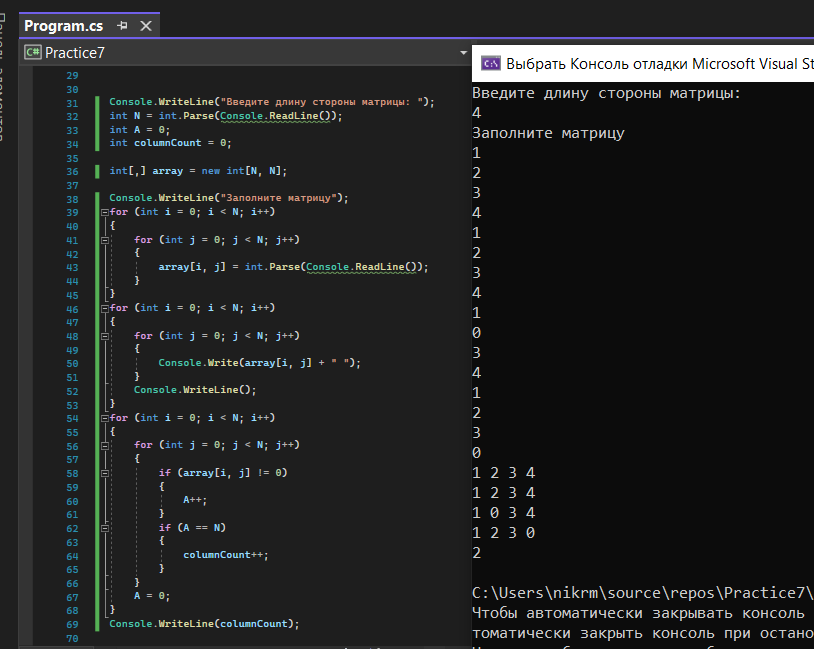 Program.cs
C# Practice7
29
30
31 Console.WriteLine("Введите длину стороны матрицы: ");
32 int N = int.Parse(Console.ReadLine());
33 int A = 0;
34 int columnCount = 0;
35
36 int[,] array = new int[N, N];
37
38 Console.WriteLine("Заполните матрицу");
39 for (int i = 0; i < N; i++)
40 {
41 for (int j = 0; j < N; j++)
42 {
43 array[i, j] = int.Parse(Console.ReadLine());
44 }
45 }
46 for (int i = 0; i < N; i++)
47 {
48 for (int j = 0; j < N; j++)
49 {
50 Console.Write(array[i, j] + " ");
51 }
52 Console.WriteLine();
53 }
54 for (int i = 0; i < N; i++)
55 {
56 for (int j = 0; j < N; j++)
57 {
58 if (array[i, j] != 0)
59 {
60 A++;
61 }
62 if (A == N)
63 {
64 columnCount++;
65 }
66 }
67 A = 0;
68 }
69 Console.WriteLine(columnCount);
70
C:\ Выбрать Консоль отладки Microsoft Visual St
Введите длину стороны матрицы:
4
Заполните матрицу
1
2
3
4
1
2
3
4
1
0
3
4
1
2
3
0
1 2 3 4
1 2 3 4
1 0 3 4
1 2 3 0
2
C:\Users\nikrm\source\repos\Practice7\
Чтобы автоматически закрывать консоль
томатически закрыть консоль при остано